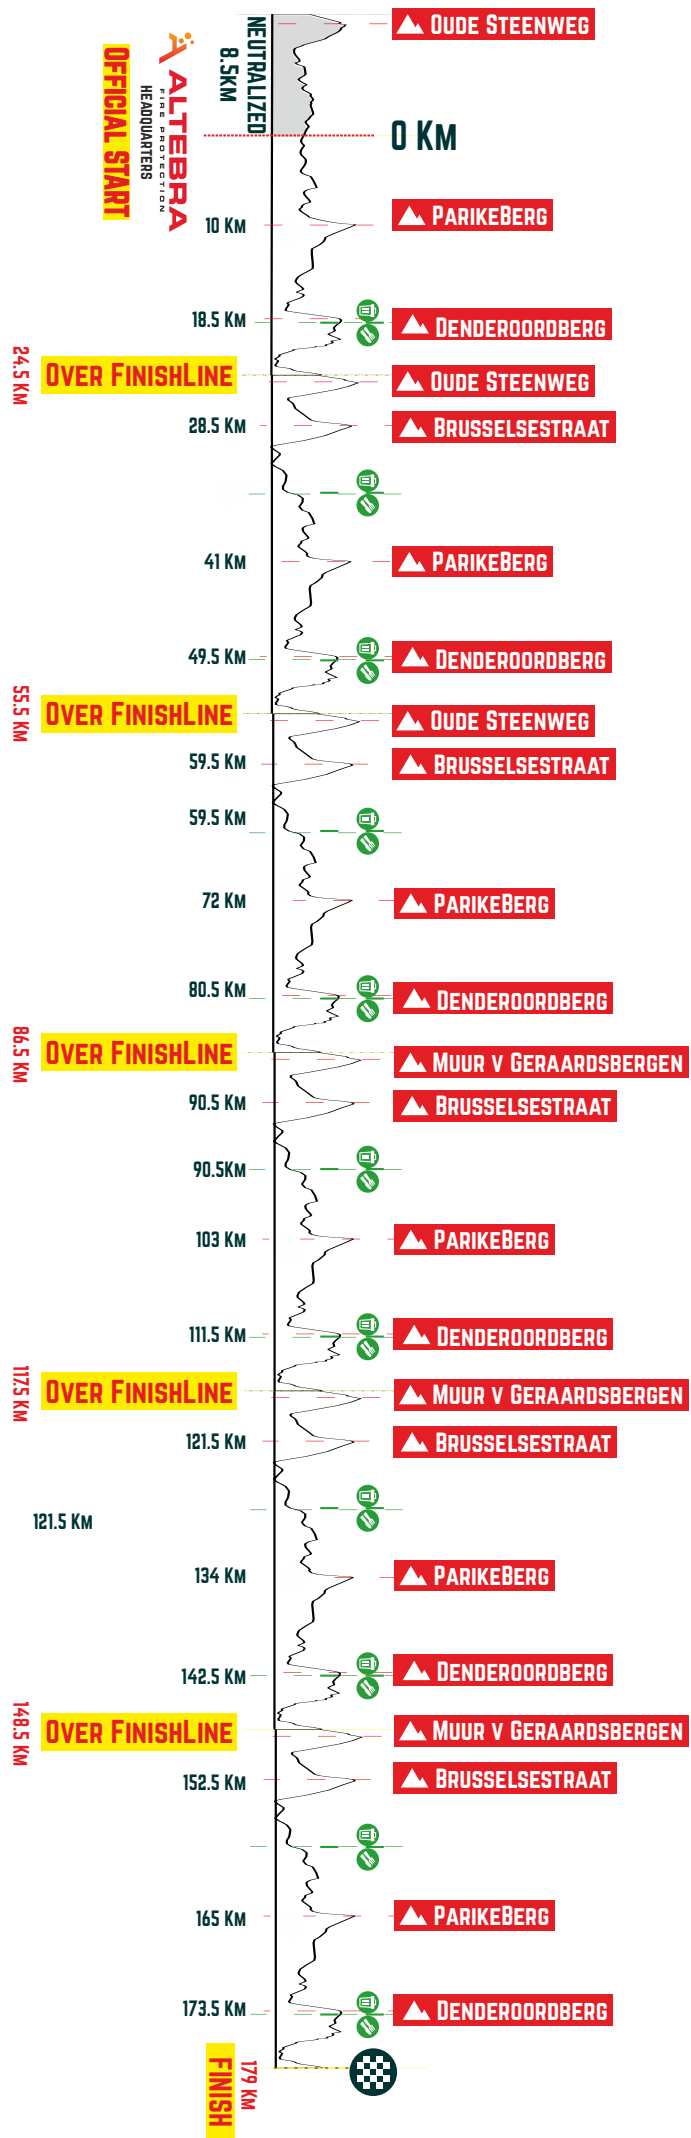 OUDE STEENWEG
NEUTRALIZED
8.5KM
ALTEBRA
FIRE PROTECTION
HEADQUARTERS
OFFICIAL START
0 KM
10 KM
PARIKEBERG
18.5 KM
DENDEROORDBERG
24.5 KM
OVER FINISHLINE
OUDE STEENWEG
28.5 KM
BRUSSELSESTRAAT
41 KM
PARIKEBERG
49.5 KM
DENDEROORDBERG
55.5 KM
OVER FINISHLINE
OUDE STEENWEG
59.5 KM
BRUSSELSESTRAAT
59.5 KM
72 KM
PARIKEBERG
80.5 KM
DENDEROORDBERG
86.5 KM
OVER FINISHLINE
MUUR V GERAARDSBERGEN
90.5 KM
BRUSSELSESTRAAT
90.5KM
103 KM
PARIKEBERG
111.5 KM
DENDEROORDBERG
117.5 KM
OVER FINISHLINE
MUUR V GERAARDSBERGEN
121.5 KM
BRUSSELSESTRAAT
121.5 KM
134 KM
PARIKEBERG
142.5 KM
DENDEROORDBERG
148.5 KM
OVER FINISHLINE
MUUR V GERAARDSBERGEN
152.5 KM
BRUSSELSESTRAAT
165 KM
PARIKEBERG
173.5 KM
DENDEROORDBERG
179 KM
FINISH